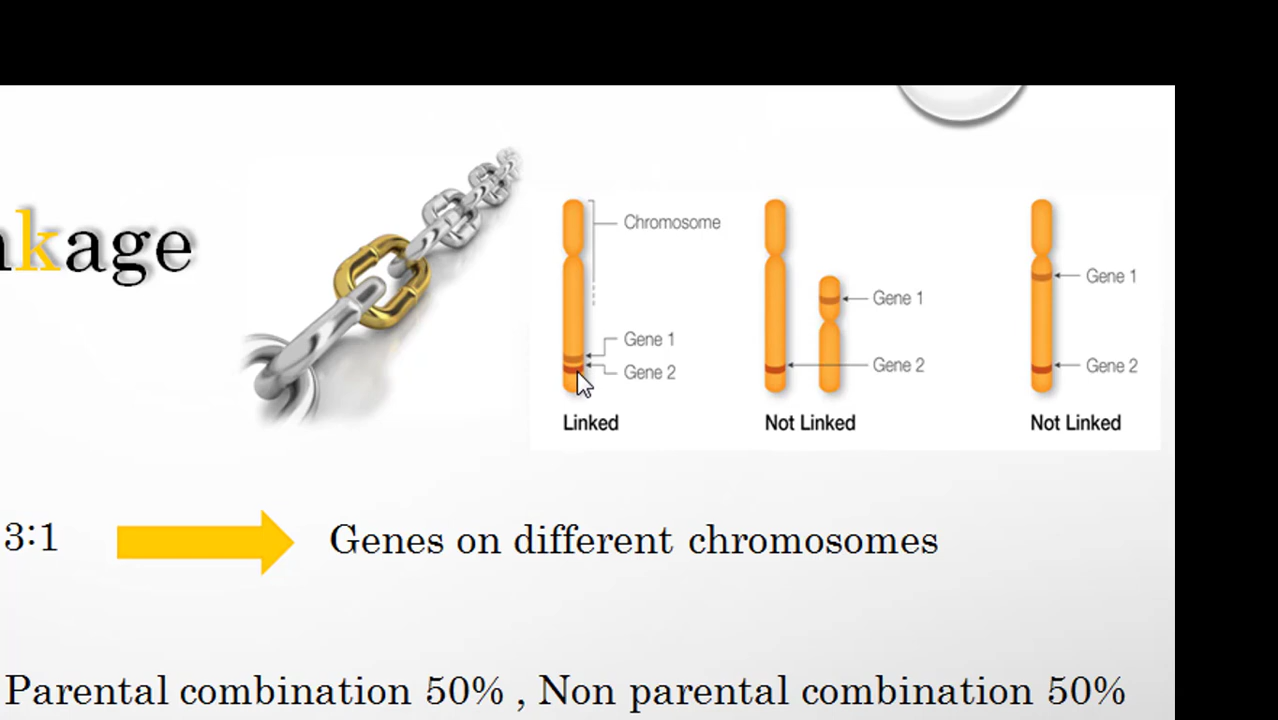 nkage
Chromosome
Gene 1
Gene 2
Linked
Gene 1
Gene 2
Not Linked
Gene 1
Gene 2
Not Linked
3:1
Genes on different chromosomes
Parental combination 50% , Non parental combination 50%